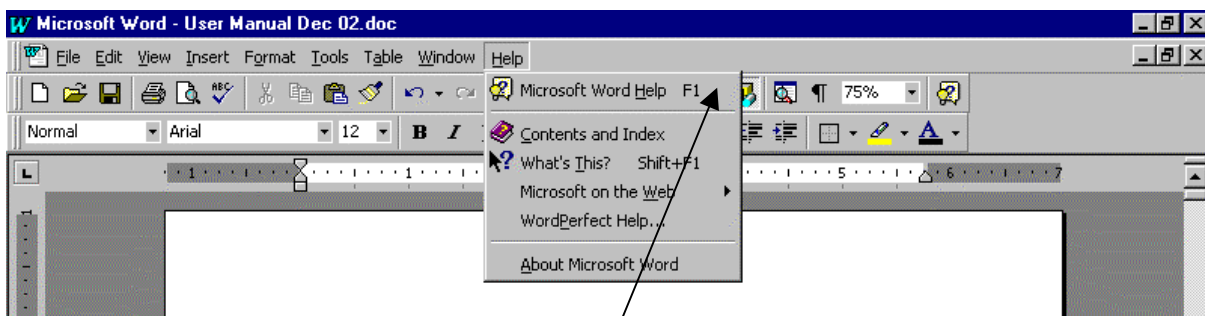 Microsoft Word - User Manual Dec 02.doc
File Edit View Insert Format Tools Table Window Help
ABC 75%
Microsoft Word Help F1
Normal Arial 12 B I A
Contents and Index
What's This? Shift+F1
1 1 5 6 7
Microsoft on the Web
WordPerfect Help...
About Microsoft Word